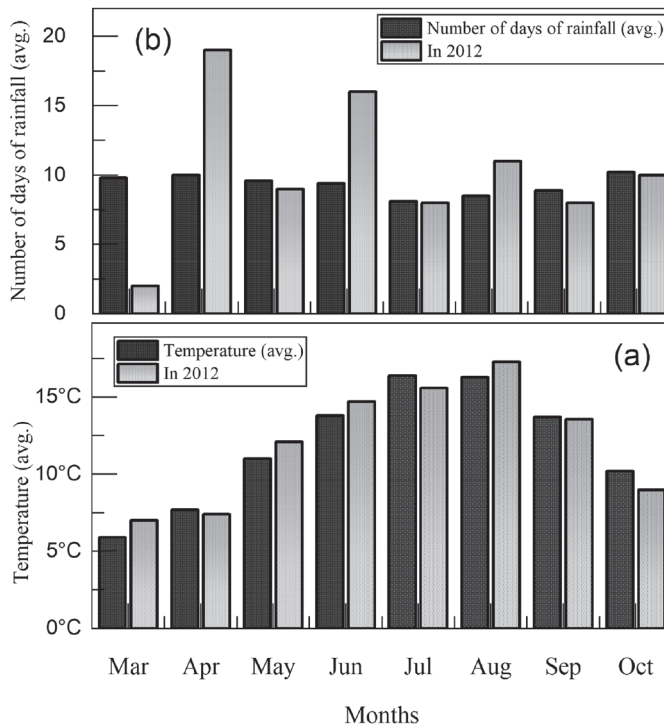 (b)
Number of days of rainfall (avg.)
In 2012
Number of days of rainfall (avg.)
20
15
10
5
0
Temperature (avg.)
In 2012
(a)
Temperature (avg.)
15°C
10°C
5°C
0°C
Mar Apr May Jun Jul Aug Sep Oct
Months